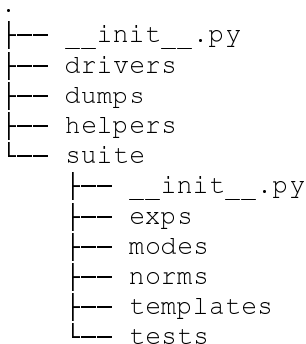 .
├── __init__.py
├── drivers
├── dumps
├── helpers
└── suite
    ├── __init__.py
    ├── exps
    ├── modes
    ├── norms
    ├── templates
    └── tests